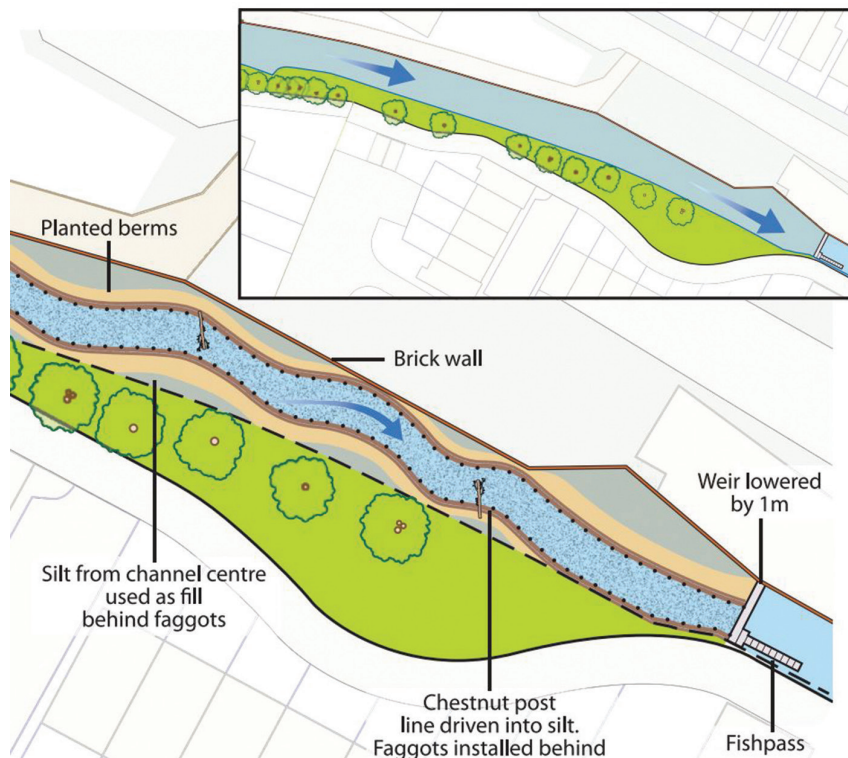 Planted berms
Brick wall
Weir lowered
by 1m
Silt from channel centre
used as fill
behind faggots
Chestnut post
line driven into silt.
Faggots installed behind
Fishpass